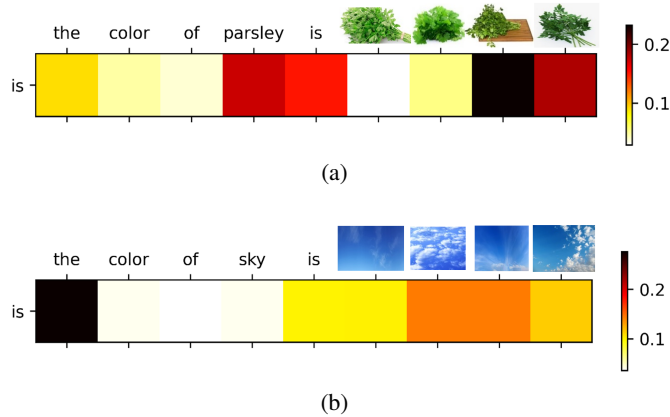 the color of parsley is
is
0.2
0.1
(a)
the color of sky is
is
0.2
0.1
(b)